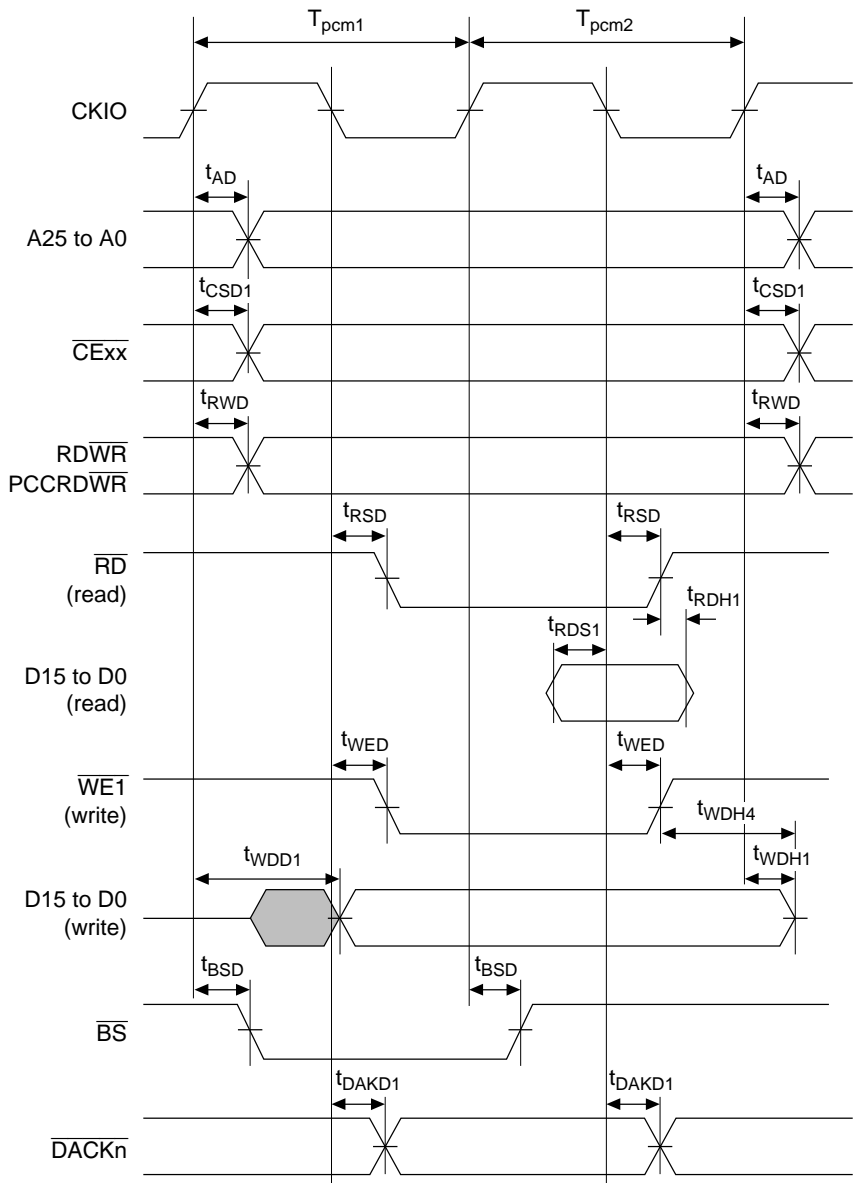 Tpcm1 Tpcm2
CKIO
tAD tAD
A25 to A0
tCSD1 tCSD1
CExx
tRWD tRWD
RDWR
PCCRDWR
tRSD tRSD
RD
(read)
tRDH1
tRDS1
D15 to D0
(read)
tWED tWED
WE1
(write)
tWDH4
tWDD1 tWDH1
D15 to D0
(write)
tBSD tBSD
BS
tDAKD1 tDAKD1
DACKn